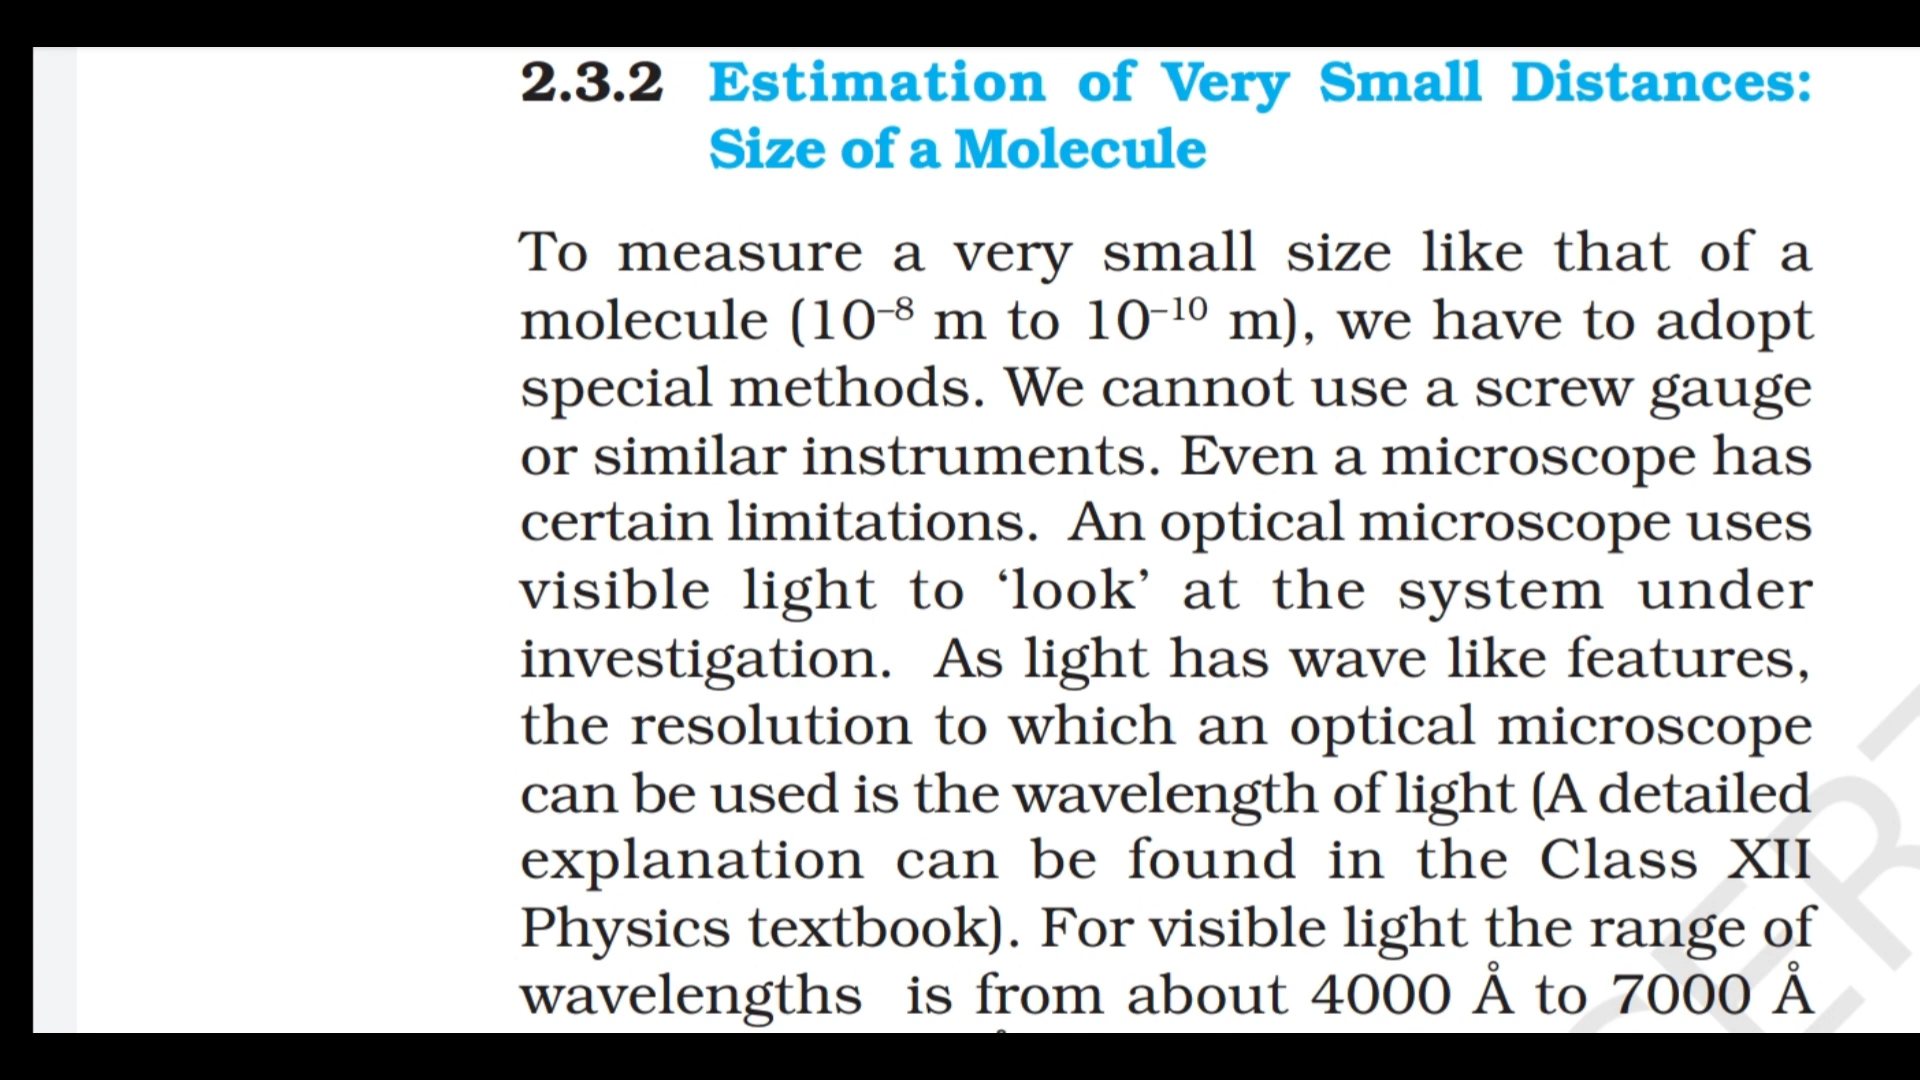 2.3.2 Estimation of Very Small Distances:
Size of a Molecule
To measure a very small size like that of a
molecule (10⁻⁸ m to 10⁻¹⁰ m), we have to adopt
special methods. We cannot use a screw gauge
or similar instruments. Even a microscope has
certain limitations. An optical microscope uses
visible light to ‘look’ at the system under
investigation. As light has wave like features,
the resolution to which an optical microscope
can be used is the wavelength of light (A detailed
explanation can be found in the Class XII
Physics textbook). For visible light the range of
wavelengths is from about 4000 Å to 7000 Å